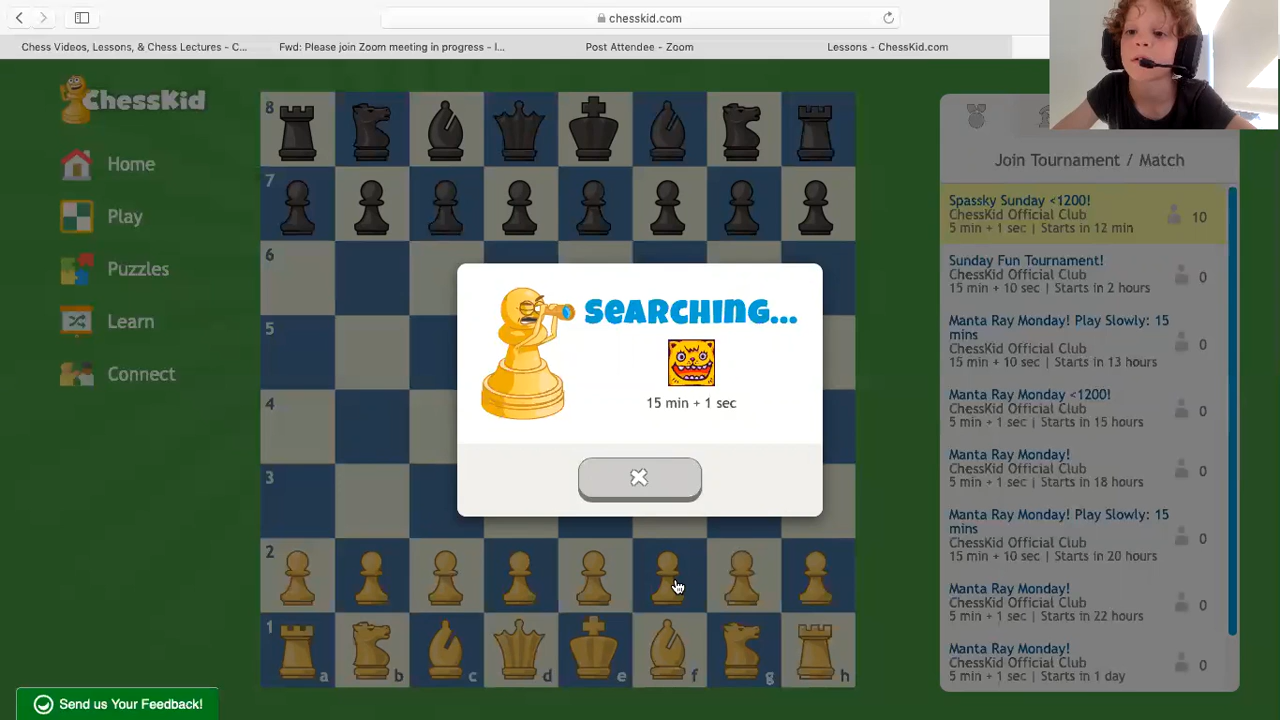 chesskid.com
Chess Videos, Lessons, & Chess Lectures - C...
Fwd: Please join Zoom meeting in progress - I...
Post Attendee - Zoom
Lessons - ChessKid.com
ChessKid
Home
Play
Puzzles
Learn
Connect
8
7
6
5
4
3
2
1
a
b
c
d
e
f
g
h
Searching...
15 min + 1 sec
Join Tournament / Match
Spassky Sunday <1200!
ChessKid Official Club
5 min + 1 sec | Starts in 12 min
10
Sunday Fun Tournament!
ChessKid Official Club
15 min + 10 sec | Starts in 2 hours
0
Manta Ray Monday! Play Slowly: 15
mins
ChessKid Official Club
15 min + 10 sec | Starts in 13 hours
0
Manta Ray Monday <1200!
ChessKid Official Club
5 min + 1 sec | Starts in 15 hours
0
Manta Ray Monday!
ChessKid Official Club
5 min + 1 sec | Starts in 18 hours
0
Manta Ray Monday! Play Slowly: 15
mins
ChessKid Official Club
15 min + 10 sec | Starts in 20 hours
0
Manta Ray Monday!
ChessKid Official Club
5 min + 1 sec | Starts in 22 hours
0
Manta Ray Monday!
ChessKid Official Club
5 min + 1 sec | Starts in 1 day
0
Send us Your Feedback!